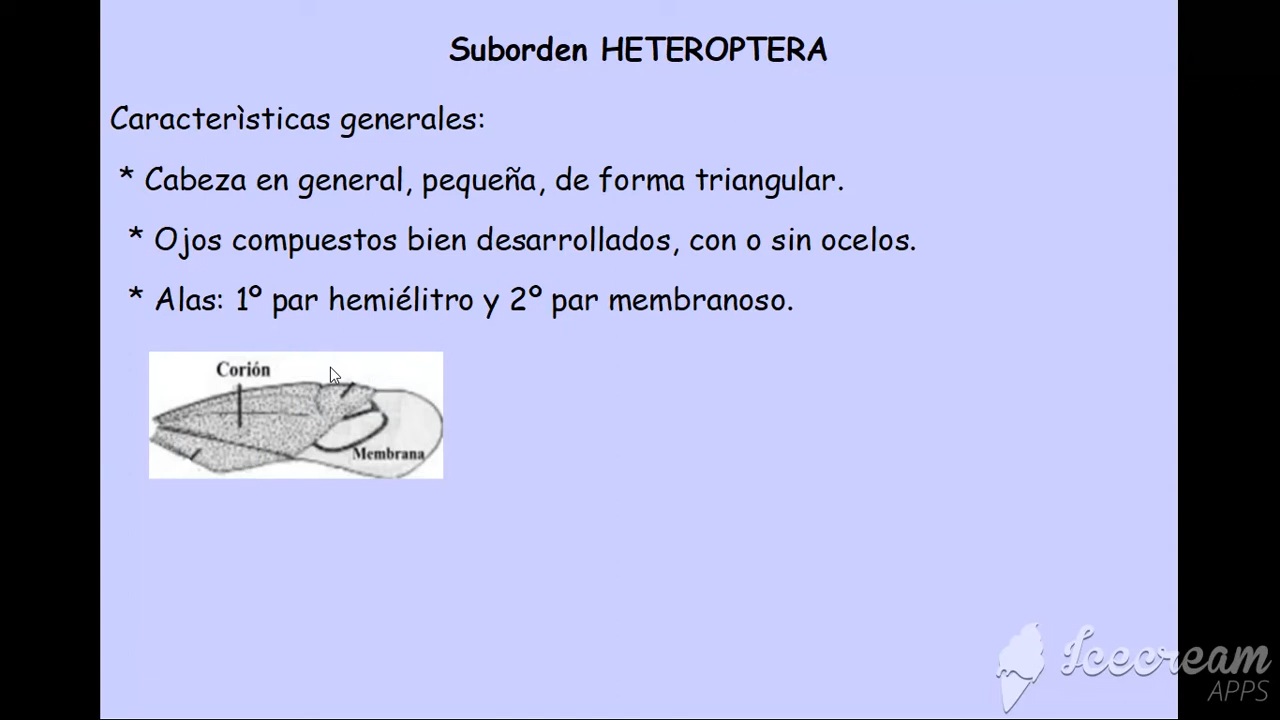 Suborden HETEROPTERA
Caracterìsticas generales:
* Cabeza en general, pequeña, de forma triangular.
* Ojos compuestos bien desarrollados, con o sin ocelos.
* Alas: 1º par hemiélitro y 2º par membranoso.
Corión
Membrana
Icecream
APPS